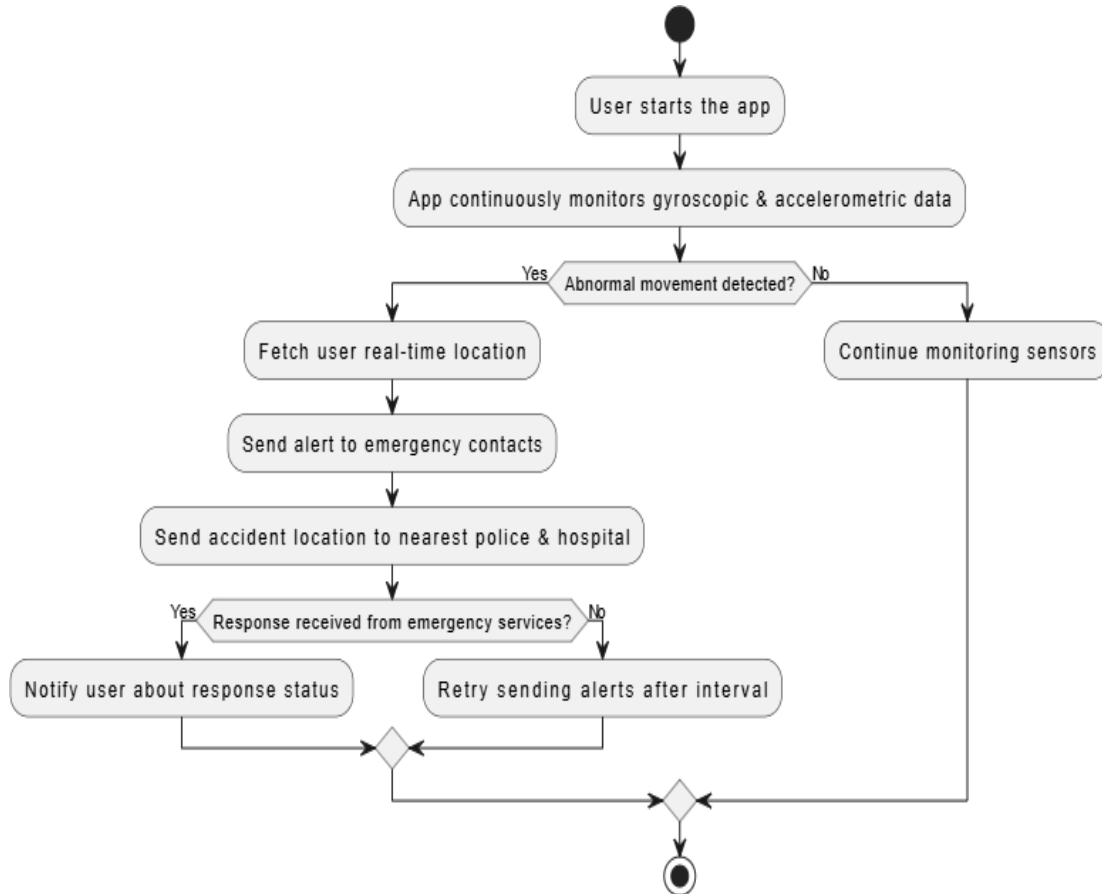 User starts the app
App continuously monitors gyroscopic & accelerometric data
Yes
Abnormal movement detected?
No
Fetch user real-time location
Continue monitoring sensors
Send alert to emergency contacts
Send accident location to nearest police & hospital
Yes
Response received from emergency services?
No
Notify user about response status
Retry sending alerts after interval